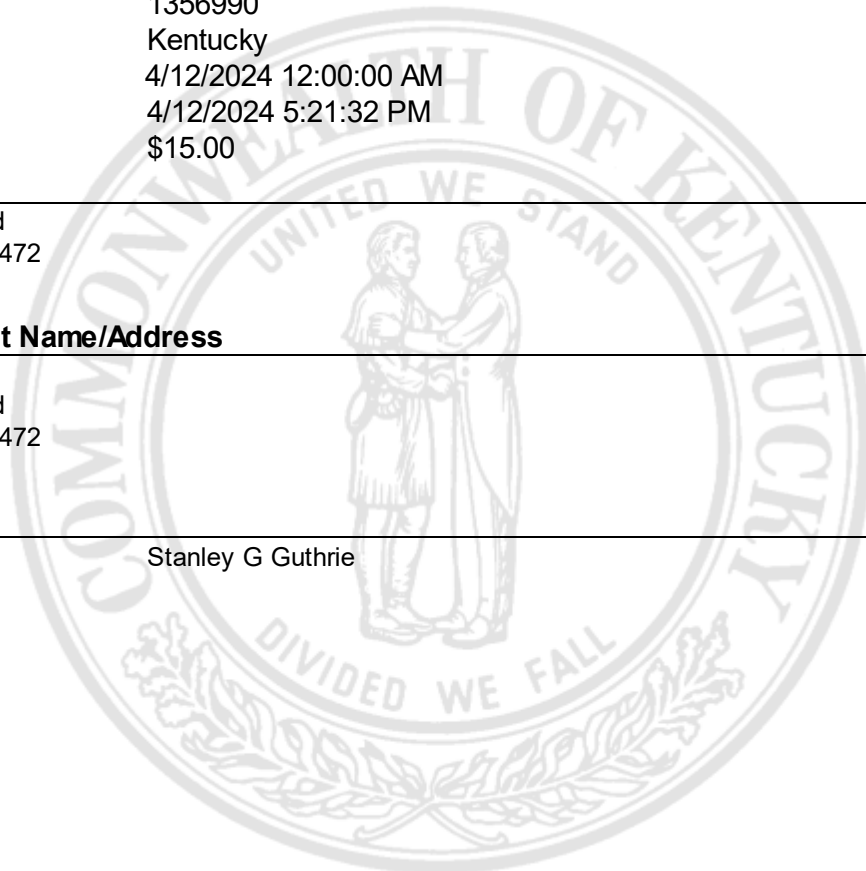 1356990
Kentucky
4/12/2024 12:00:00 AM
4/12/2024 5:21:32 PM
$15.00
d
472
t Name/Address
d
472
Stanley G Guthrie
COMMONWEALTH OF KENTUCKY
UNITED WE STAND
DIVIDED WE FALL